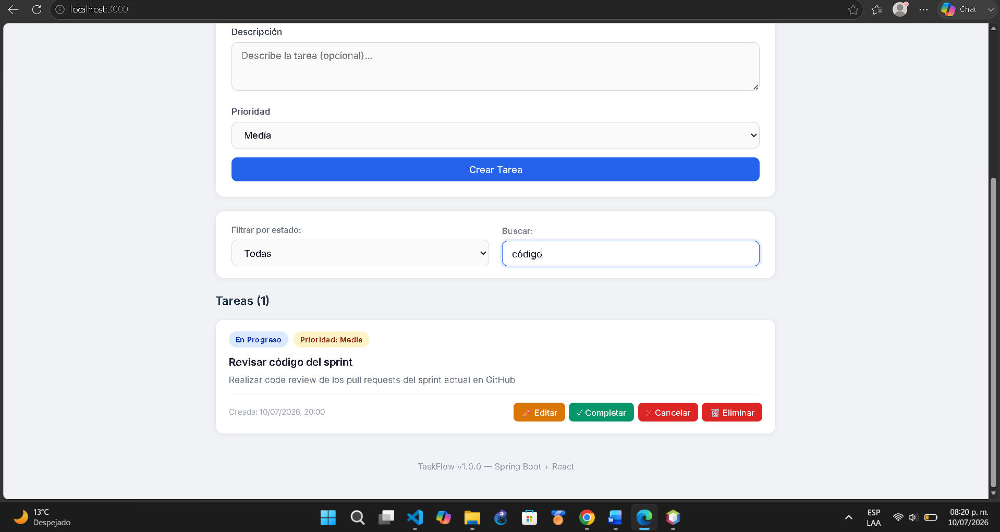 localhost:3000
Chat
Descripción
Describe la tarea (opcional)...
Prioridad
Media
Crear Tarea
Filtrar por estado:
Buscar:
Todas
código
Tareas (1)
En Progreso
Prioridad: Media
Revisar código del sprint
Realizar code review de los pull requests del sprint actual en GitHub
Creada: 10/07/2026, 20:00
Editar
✓ Completar
Cancelar
Eliminar
TaskFlow v1.0.0 — Spring Boot + React
13°C
Despejado
ESP
LAA
08:20 p. m.
10/07/2026